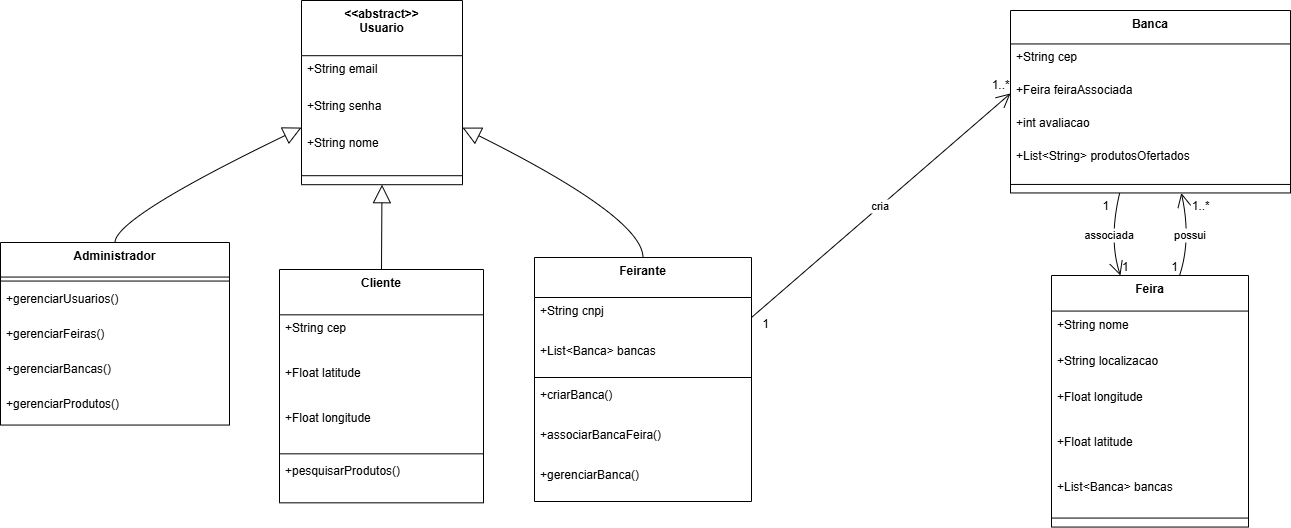 <<abstract>>
Usuario
+String email
+String senha
+String nome
Administrador
+gerenciarUsuarios()
+gerenciarFeiras()
+gerenciarBancas()
+gerenciarProdutos()
Cliente
+String cep
+Float latitude
+Float longitude
+pesquisarProdutos()
Feirante
+String cnpj
+List<Banca> bancas
+criarBanca()
+associarBancaFeira()
+gerenciarBanca()
1
cria
1..*
Banca
+String cep
+Feira feiraAssociada
+int avaliacao
+List<String> produtosOfertados
1
1..*
associada
possui
1
1
Feira
+String nome
+String localizacao
+Float longitude
+Float latitude
+List<Banca> bancas